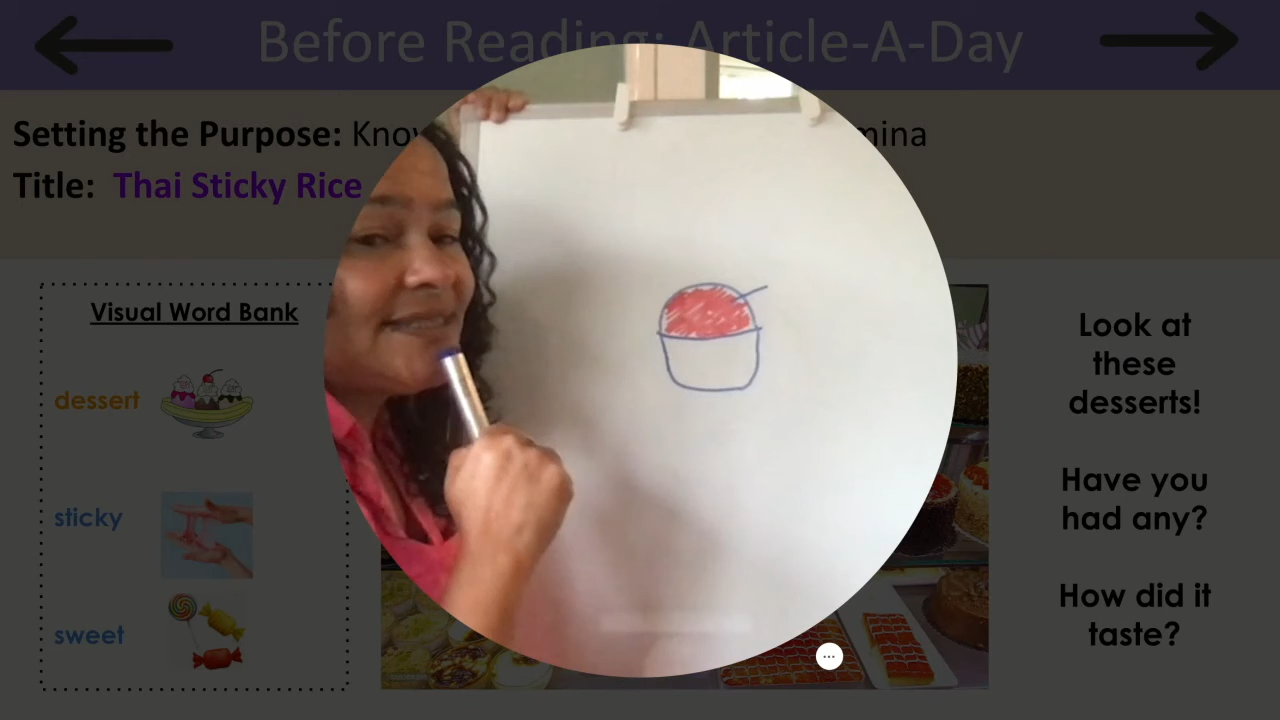 Before Reading: Article-A-Day
Setting the Purpose: mina
Title: Thai Sticky Rice
Visual Word Bank
dessert
sticky
sweet
Look at
these
desserts!
Have you
had any?
How did it
taste?